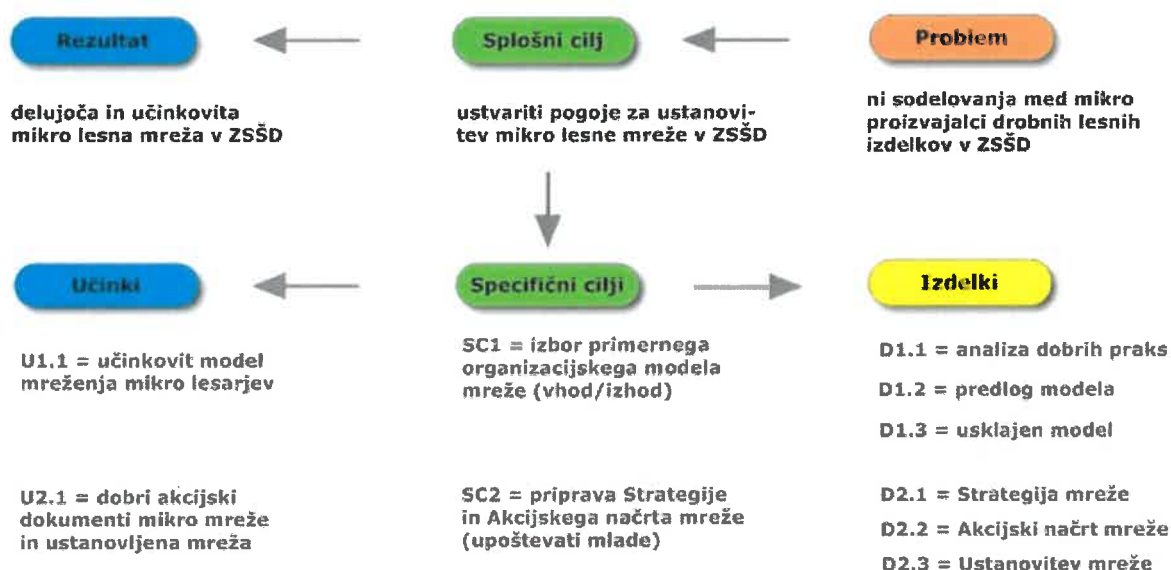 Rezultat
Splošni cilj
Problem
delujoča in učinkovita
mikro lesna mreža v ZSŠD
ustvariti pogoje za ustanovi-
tev mikro lesne mreže v ZSŠD
ni sodelovanja med mikro
proizvajalci drobnih lesnih
izdelkov v ZSŠD
Učinki
Specifični cilji
Izdelki
U1.1 = učinkovit model
mreženja mikro lesarjev
SC1 = izbor primernega
organizacijskega modela
mreže (vhod/izhod)
D1.1 = analiza dobrih praks
D1.2 = predlog modela
D1.3 = usklajen model
U2.1 = dobri akcijski
dokumenti mikro mreže
in ustanovljena mreža
SC2 = priprava Strategije
in Akcijskega načrta mreže
(upoštevati mlade)
D2.1 = Strategija mreže
D2.2 = Akcijski načrt mreže
D2.3 = Ustanovitev mreže